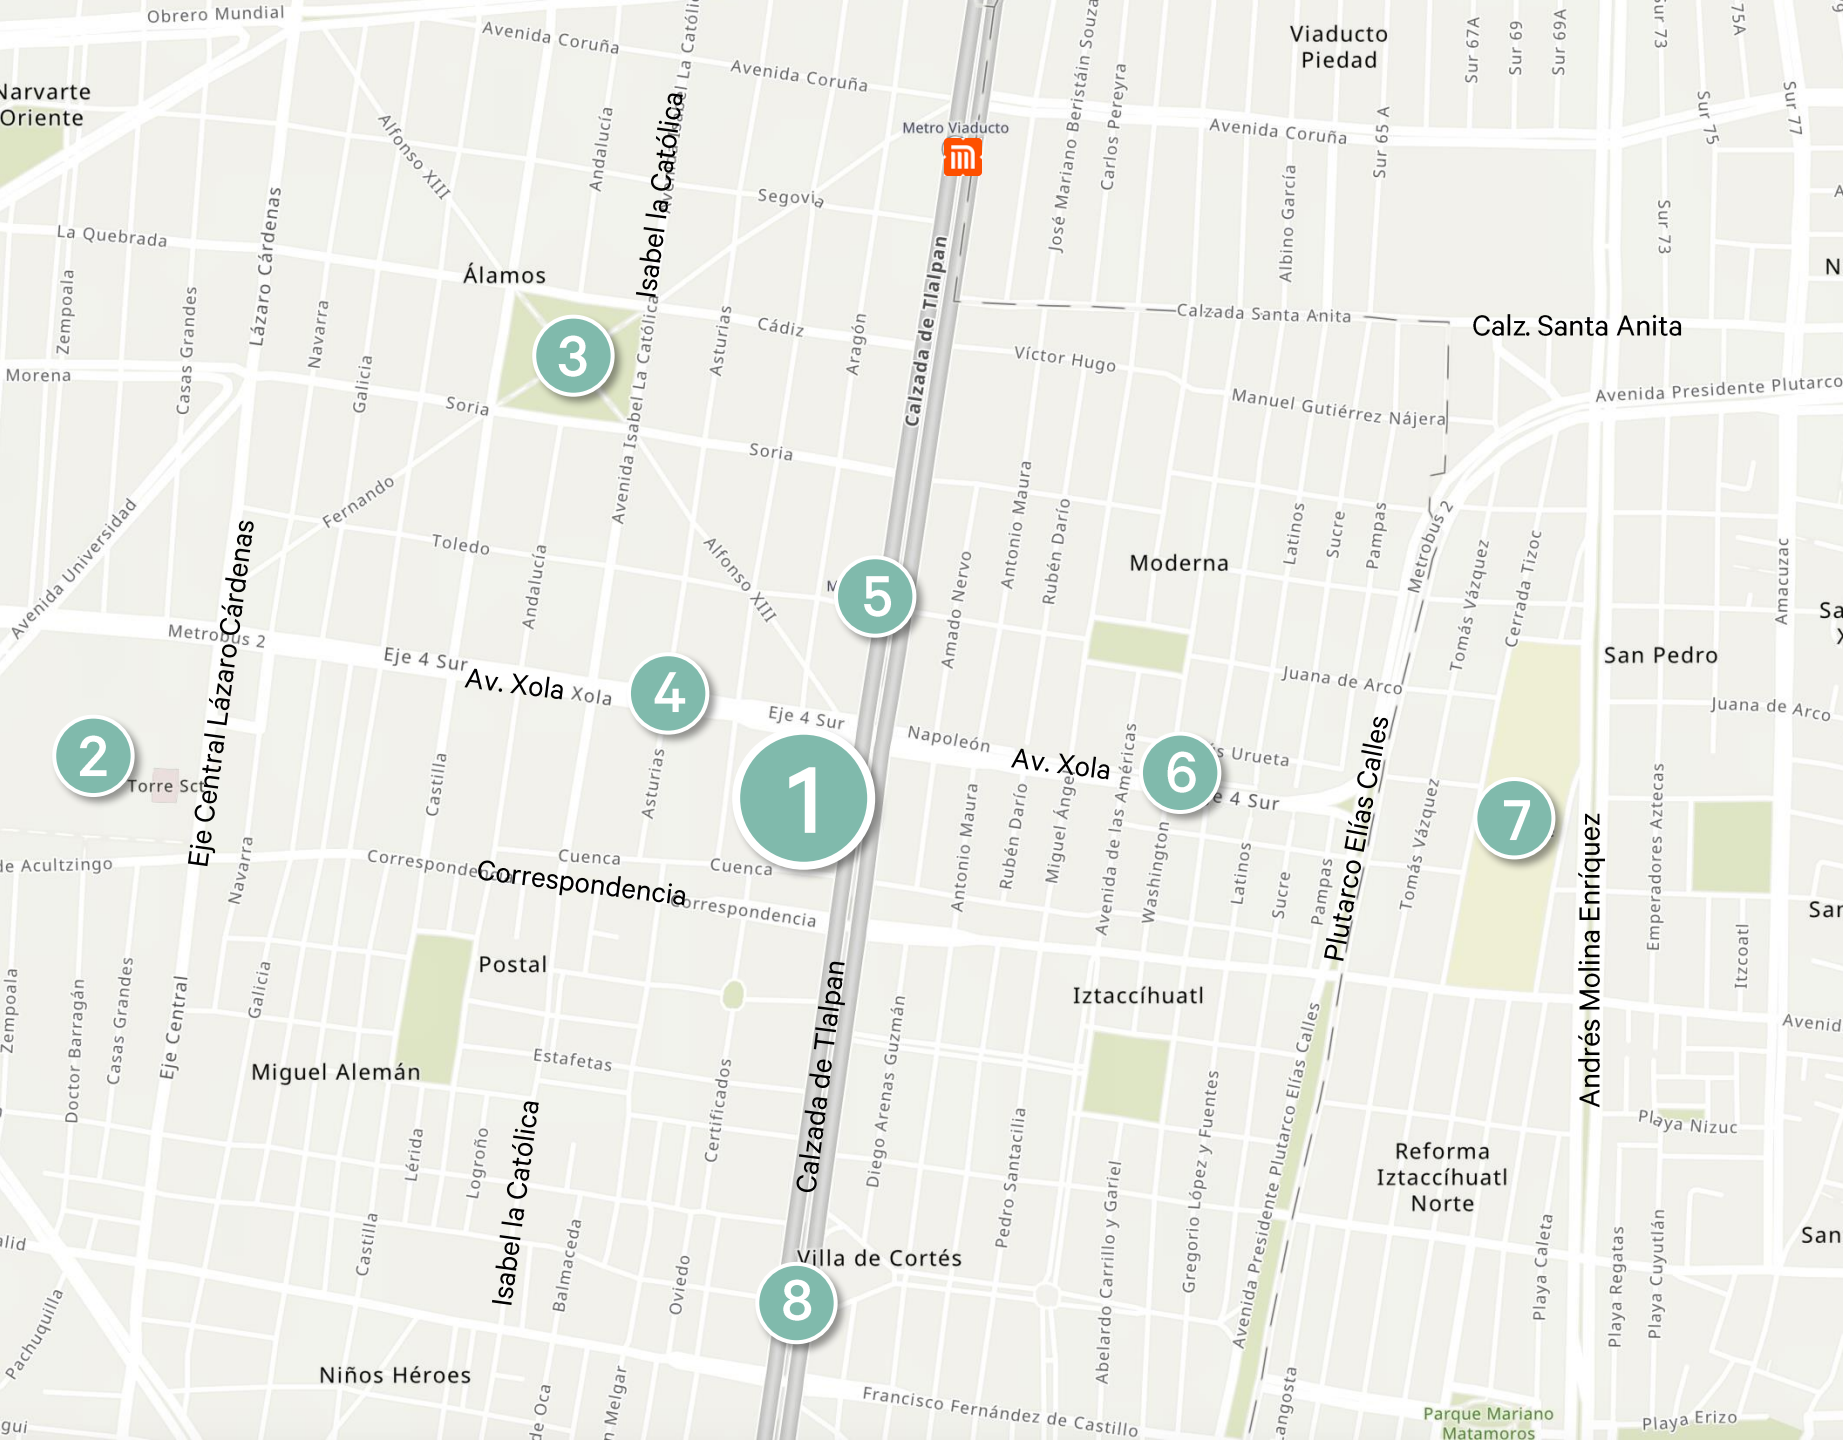 Obrero Mundial
Avenida Coruña
Avenida Coruña
Viaducto
Piedad
Sur 67A
Sur 69
Sur 69A
Sur 73
75A
Narvarte
Oriente
Alfonso XIII
Andalucía
Isabel la Católica
Metro Viaducto
José Mariano Beristáin Souza
Carlos Pereyra
Avenida Coruña
Sur 65 A
Sur 75
Sur 77
Segovia
La Quebrada
Lázaro Cárdenas
Álamos
Albino García
Sur 73
Zempoala
Casas Grandes
Navarra
Galicia
3
Avenida Isabel La Católica
Asturias
Cádiz
Aragón
Calzada de Tlalpan
Calzada Santa Anita
Calz. Santa Anita
Víctor Hugo
Manuel Gutiérrez Nájera
Avenida Presidente Plutarco
Morena
Soria
Soria
Fernando
Avenida Universidad
Eje Central Lázaro Cárdenas
Toledo
Andalucía
Alfonso XIII
5
Amado Nervo
Antonio Maura
Rubén Darío
Moderna
Latinos
Sucre
Pampas
Metrobus 2
Tomás Vázquez
Cerrada Tizoc
Amacuzac
Metrobus 2
Eje 4 Sur
Av. Xola
Xola
4
Eje 4 Sur
Napoleón
Av. Xola
6
Urueta
4 Sur
Juana de Arco
San Pedro
Juana de Arco
2
Torre Sct
1
7
Castilla
Asturias
Antonio Maura
Rubén Darío
Miguel Ángel
Avenida de las Américas
Washington
Latinos
Sucre
Pampas
Plutarco Elías Calles
Tomás Vázquez
Andrés Molina Enríquez
Emperadores Aztecas
Itzcoatl
de Acultzingo
Navarra
Correspondencia
Correspondencia
Cuenca
Cuenca
Correspondencia
Postal
Iztaccíhuatl
Zempoala
Doctor Barragán
Casas Grandes
Eje Central
Galicia
Miguel Alemán
Estafetas
Certificados
Calzada de Tlalpan
Diego Arenas Guzmán
Pedro Santacilia
Abelardo Carrillo y Gariel
Gregorio López y Fuentes
Avenida Presidente Plutarco Elías Calles
Playa Nizuc
Reforma
Iztaccíhuatl
Norte
Lérida
Logroño
Isabel la Católica
Castilla
Balmaceda
Oviedo
Villa de Cortés
8
Playa Caleta
Playa Regatas
Playa Cuyutlán
Pachuquilla
Niños Héroes
Francisco Fernández de Castillo
Parque Mariano
Matamoros
Playa Erizo